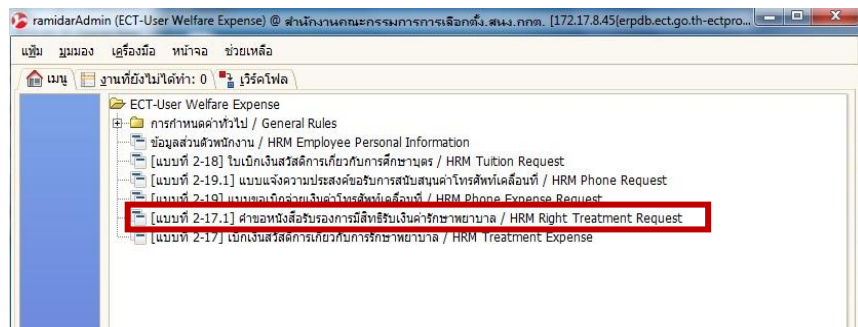 ramidarAdmin (ECT-User Welfare Expense) @ สำนักงานคณะกรรมการการเลือกตั้ง.สนง.กกต. [172.17.8.45{erpdb.ect.go.th-ectpro...
แฟ้ม มุมมอง เครื่องมือ หน้าจอ ช่วยเหลือ
เมนู งานที่ยังไม่ได้ทำ: 0 เวิร์คโฟล
ECT-User Welfare Expense
การกำหนดค่าทั่วไป / General Rules
ข้อมูลส่วนตัวพนักงาน / HRM Employee Personal Information
[แบบที่ 2-18] ใบเบิกเงินสวัสดิการเกี่ยวกับการศึกษาบุตร / HRM Tuition Request
[แบบที่ 2-19.1] แบบแจ้งความประสงค์ขอรับการสนับสนุนค่าโทรศัพท์เคลื่อนที่ / HRM Phone Request
[แบบที่ 2-19] แบบขอเบิกจ่ายเงินค่าโทรศัพท์เคลื่อนที่ / HRM Phone Expense Request
[แบบที่ 2-17.1] คำขอหนังสือรับรองการมีสิทธิรับเงินค่ารักษาพยาบาล / HRM Right Treatment Request
[แบบที่ 2-17] เบิกเงินสวัสดิการเกี่ยวกับการรักษาพยาบาล / HRM Treatment Expense